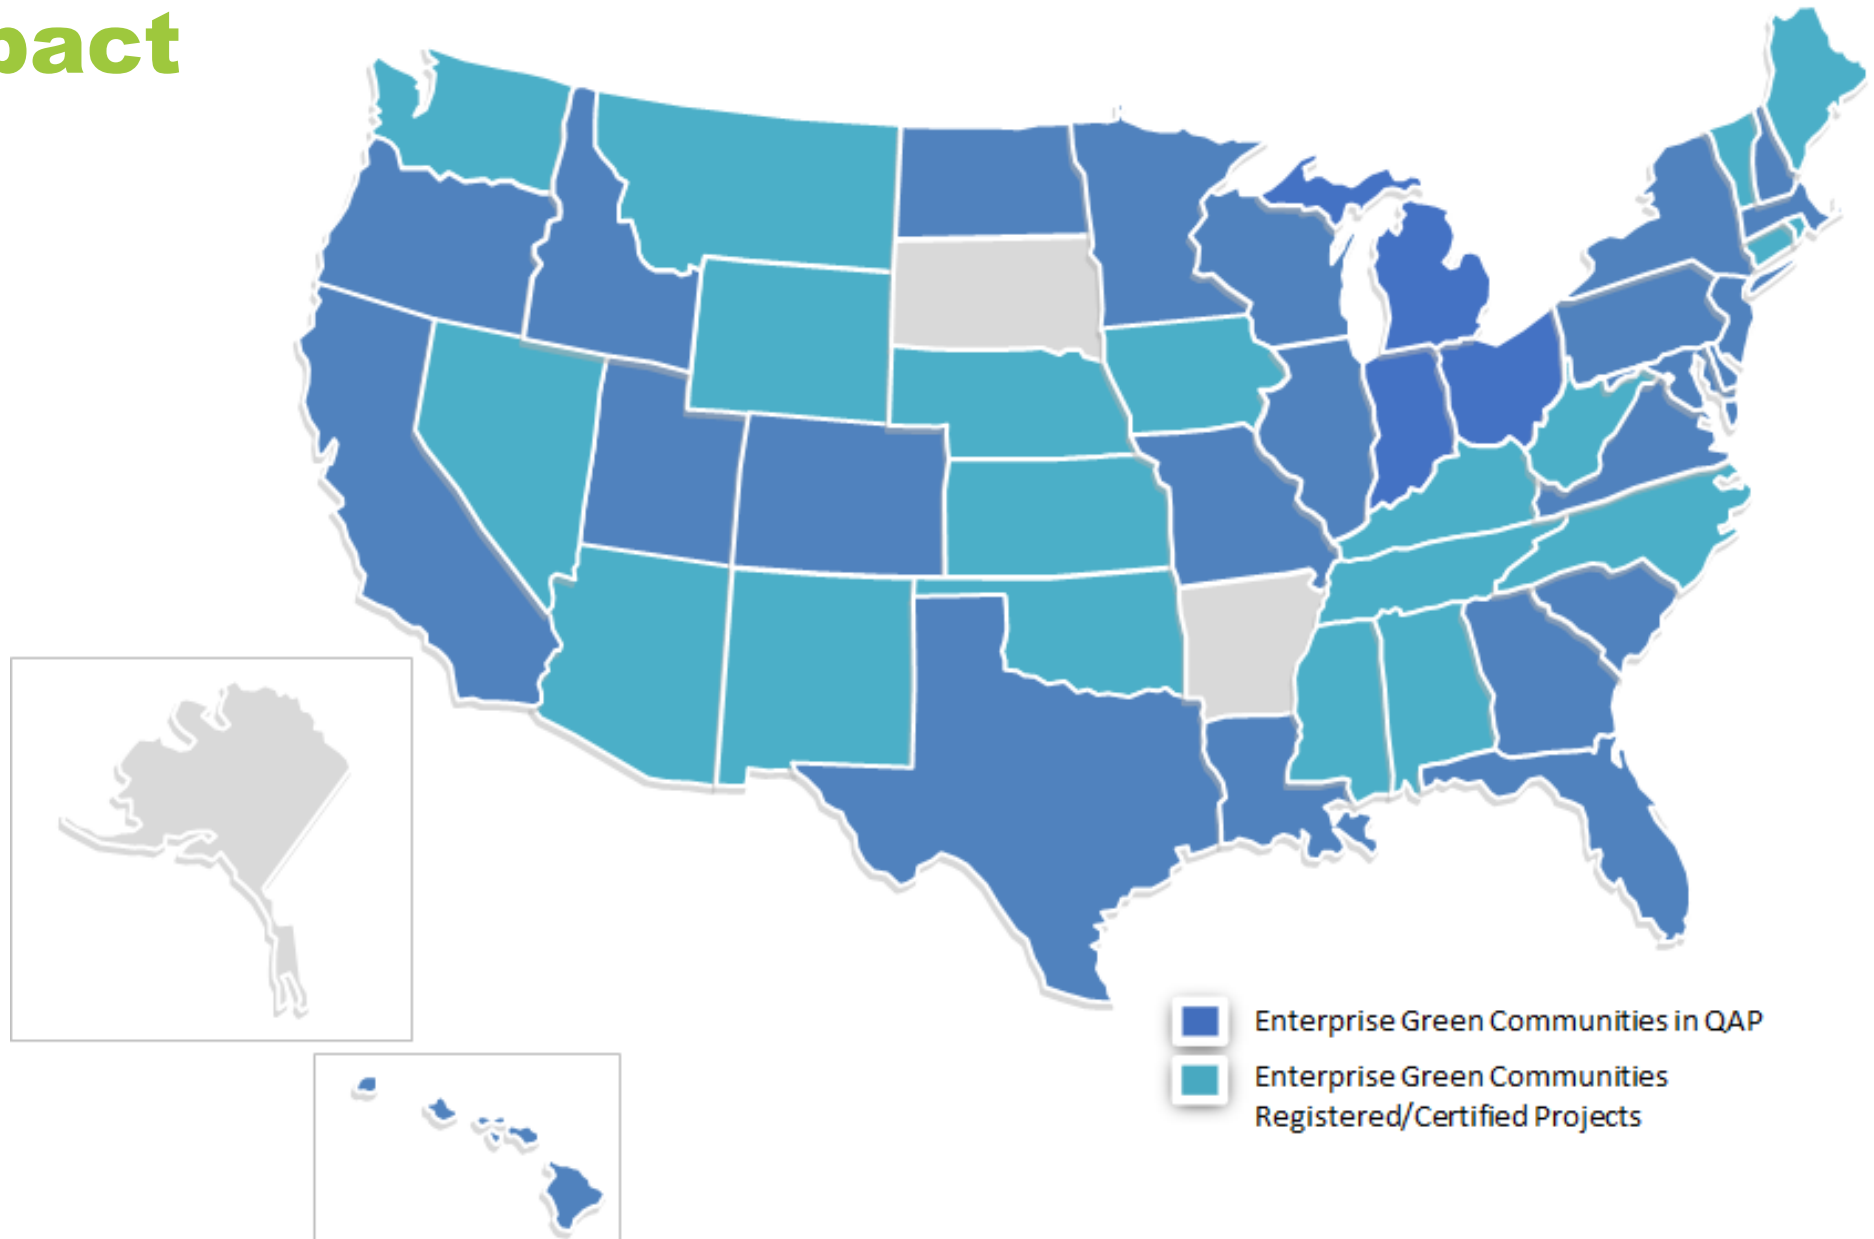 pact
Enterprise Green Communities in QAP
Enterprise Green Communities
Registered/Certified Projects